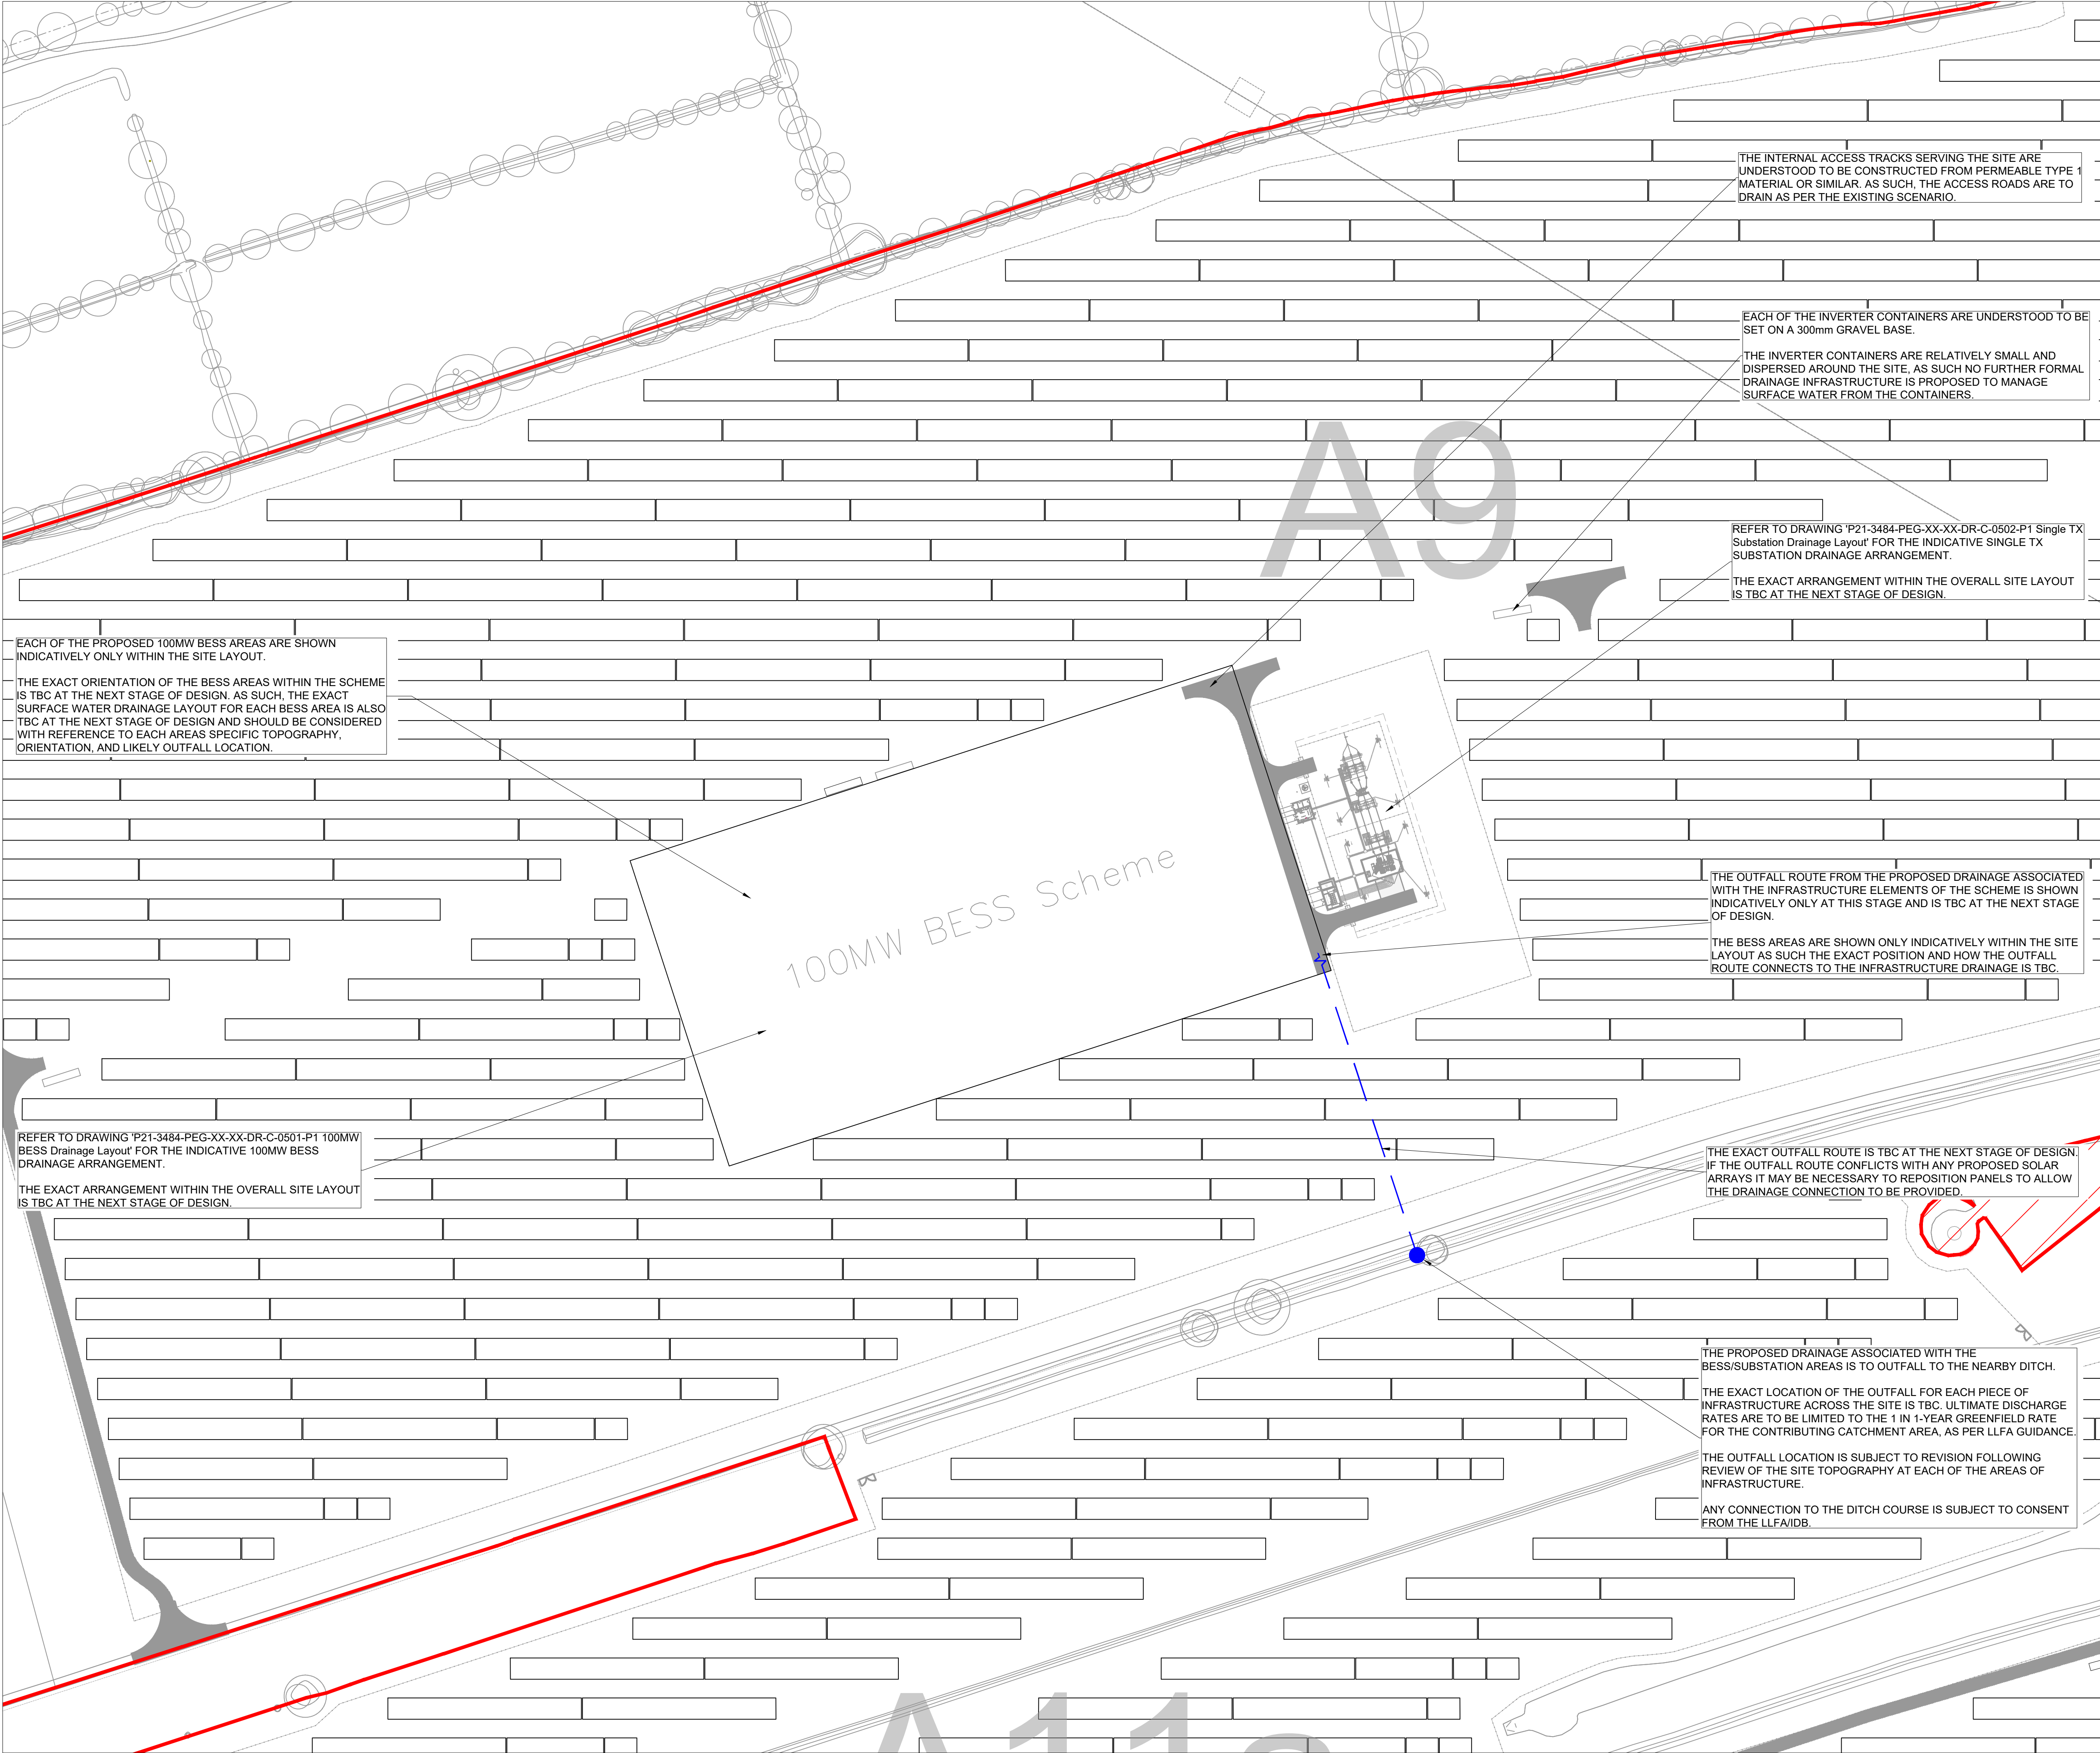 THE INTERNAL ACCESS TRACKS SERVING THE SITE ARE
UNDERSTOOD TO BE CONSTRUCTED FROM PERMEABLE TYPE 1
MATERIAL OR SIMILAR. AS SUCH, THE ACCESS ROADS ARE TO
DRAIN AS PER THE EXISTING SCENARIO.
EACH OF THE INVERTER CONTAINERS ARE UNDERSTOOD TO BE
SET ON A 300mm GRAVEL BASE.
THE INVERTER CONTAINERS ARE RELATIVELY SMALL AND
DISPERSED AROUND THE SITE, AS SUCH NO FURTHER FORMAL
DRAINAGE INFRASTRUCTURE IS PROPOSED TO MANAGE
SURFACE WATER FROM THE CONTAINERS.
A9
REFER TO DRAWING 'P21-3484-PEG-XX-XX-DR-C-0502-P1 Single TX
Substation Drainage Layout' FOR THE INDICATIVE SINGLE TX
SUBSTATION DRAINAGE ARRANGEMENT.
THE EXACT ARRANGEMENT WITHIN THE OVERALL SITE LAYOUT
IS TBC AT THE NEXT STAGE OF DESIGN.
EACH OF THE PROPOSED 100MW BESS AREAS ARE SHOWN
INDICATIVELY ONLY WITHIN THE SITE LAYOUT.
THE EXACT ORIENTATION OF THE BESS AREAS WITHIN THE SCHEME
IS TBC AT THE NEXT STAGE OF DESIGN. AS SUCH, THE EXACT
SURFACE WATER DRAINAGE LAYOUT FOR EACH BESS AREA IS ALSO
TBC AT THE NEXT STAGE OF DESIGN AND SHOULD BE CONSIDERED
WITH REFERENCE TO EACH AREAS SPECIFIC TOPOGRAPHY,
ORIENTATION, AND LIKELY OUTFALL LOCATION.
100MW BESS Scheme
THE OUTFALL ROUTE FROM THE PROPOSED DRAINAGE ASSOCIATED
WITH THE INFRASTRUCTURE ELEMENTS OF THE SCHEME IS SHOWN
INDICATIVELY ONLY AT THIS STAGE AND IS TBC AT THE NEXT STAGE
OF DESIGN.
THE BESS AREAS ARE SHOWN ONLY INDICATIVELY WITHIN THE SITE
LAYOUT AS SUCH THE EXACT POSITION AND HOW THE OUTFALL
ROUTE CONNECTS TO THE INFRASTRUCTURE DRAINAGE IS TBC.
REFER TO DRAWING 'P21-3484-PEG-XX-XX-DR-C-0501-P1 100MW
BESS Drainage Layout' FOR THE INDICATIVE 100MW BESS
DRAINAGE ARRANGEMENT.
THE EXACT ARRANGEMENT WITHIN THE OVERALL SITE LAYOUT
IS TBC AT THE NEXT STAGE OF DESIGN.
THE EXACT OUTFALL ROUTE IS TBC AT THE NEXT STAGE OF DESIGN.
IF THE OUTFALL ROUTE CONFLICTS WITH ANY PROPOSED SOLAR
ARRAYS IT MAY BE NECESSARY TO REPOSITION PANELS TO ALLOW
THE DRAINAGE CONNECTION TO BE PROVIDED.
THE PROPOSED DRAINAGE ASSOCIATED WITH THE
BESS/SUBSTATION AREAS IS TO OUTFALL TO THE NEARBY DITCH.
THE EXACT LOCATION OF THE OUTFALL FOR EACH PIECE OF
INFRASTRUCTURE ACROSS THE SITE IS TBC. ULTIMATE DISCHARGE
RATES ARE TO BE LIMITED TO THE 1 IN 1-YEAR GREENFIELD RATE
FOR THE CONTRIBUTING CATCHMENT AREA, AS PER LLFA GUIDANCE.
THE OUTFALL LOCATION IS SUBJECT TO REVISION FOLLOWING
REVIEW OF THE SITE TOPOGRAPHY AT EACH OF THE AREAS OF
INFRASTRUCTURE.
ANY CONNECTION TO THE DITCH COURSE IS SUBJECT TO CONSENT
FROM THE LLFA/IDB.